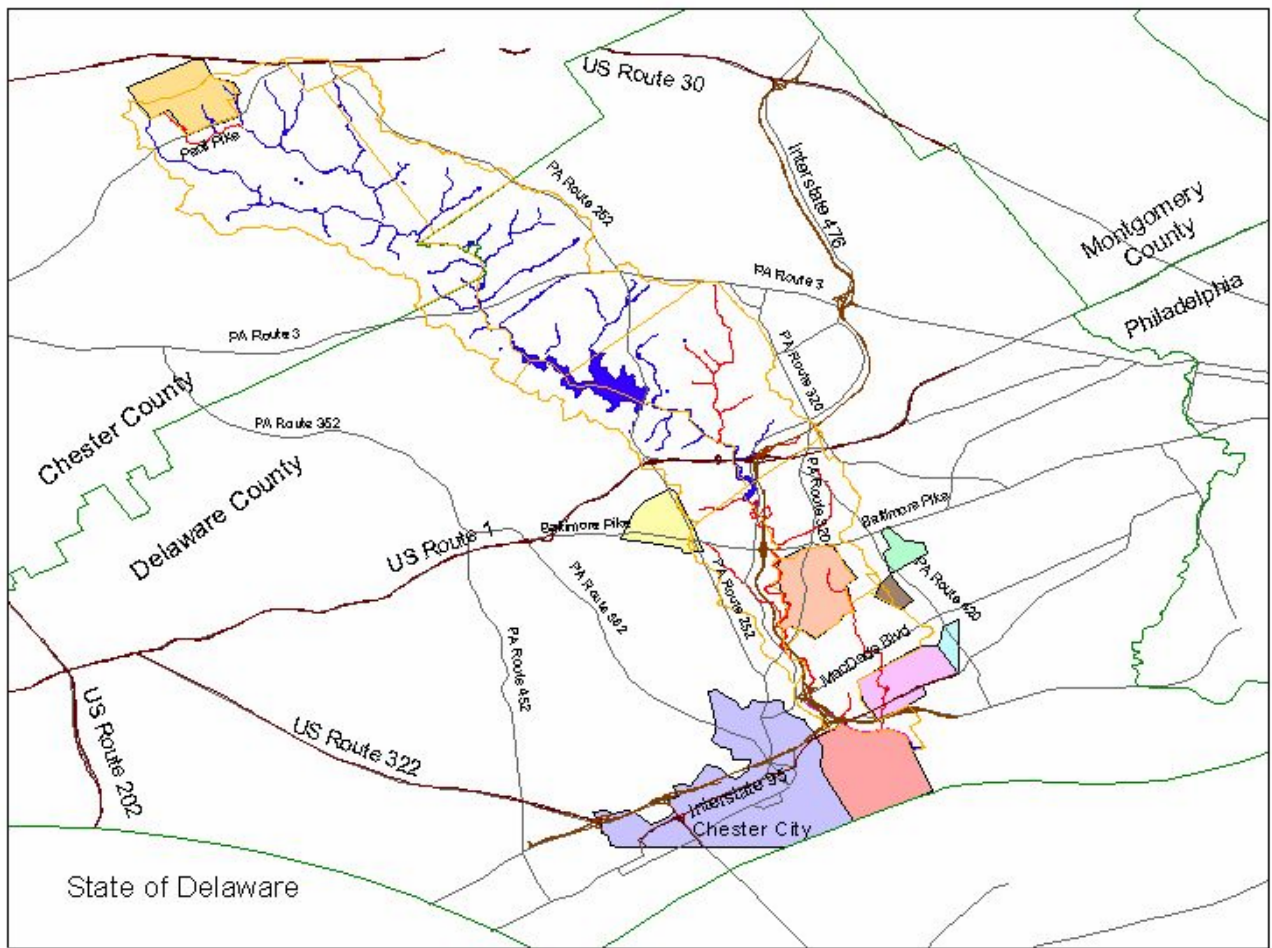 US Route 30
Paoli Pike
PA Route 252
Interstate 476
Montgomery
County
Philadelphia
PA Route 3
PA Route 3
PA Route 320
Chester County
PA Route 352
Delaware County
PA Route 320
Baltimore Pike
Baltimore Pike
US Route 1
PA Route 252
PA Route 420
PA Route 352
MacDade Blvd
PA Route 452
US Route 202
US Route 322
Interstate 95
Chester City
State of Delaware